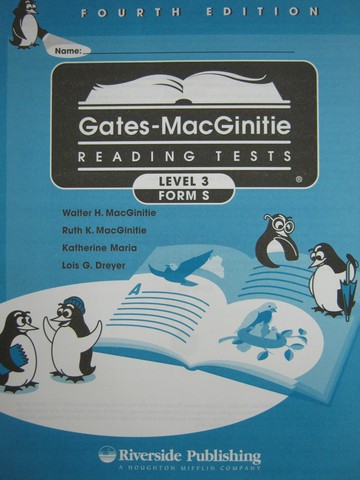 FOURTH EDITION
Name:
Gates-MacGinitie
READING TESTS
®
LEVEL 3
FORM S
Walter H. MacGinitie
Ruth K. MacGinitie
Katherine Maria
Lois G. Dreyer
A
Riverside Publishing
A HOUGHTON MIFFLIN COMPANY